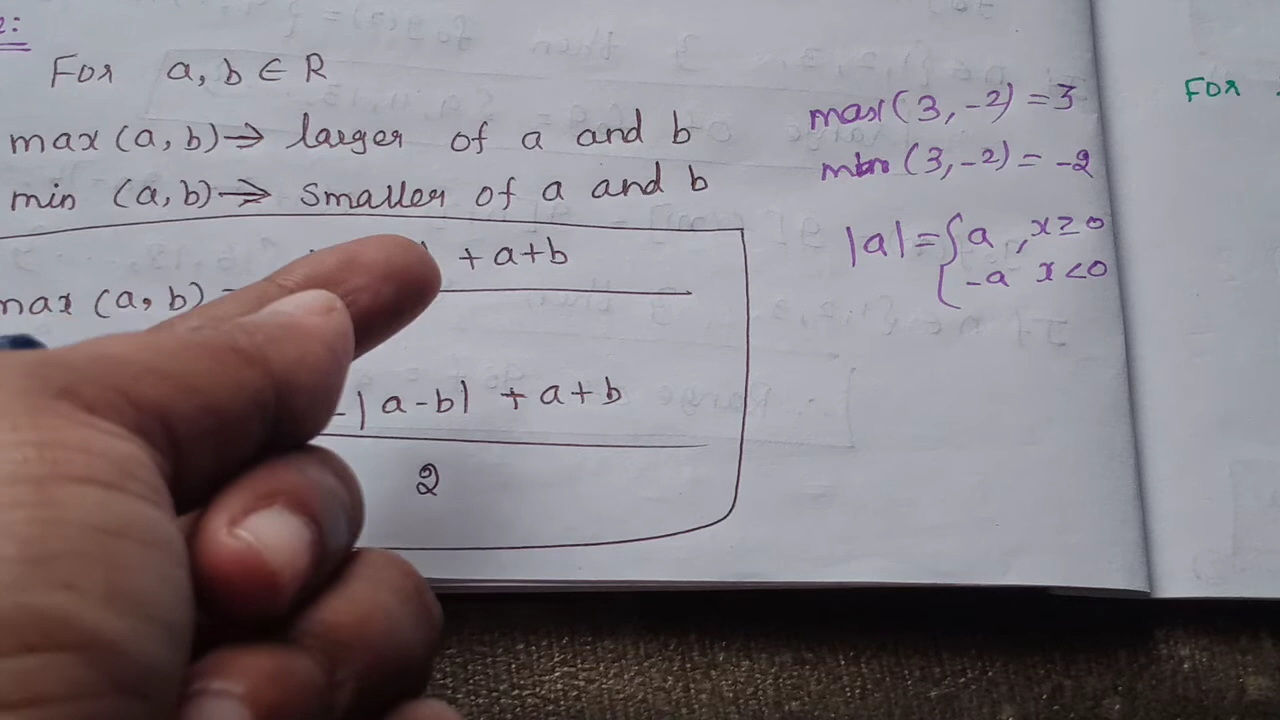 For a, b ∈ R
max (a, b) → larger of a and b
min (a, b) → smaller of a and b
+ a+b
max (a, b)
-| a-b| + a+b
2
max(3, -2) = 3
min (3, -2) = -2
|a| = { a , x ≥ 0
-a x < 0
For